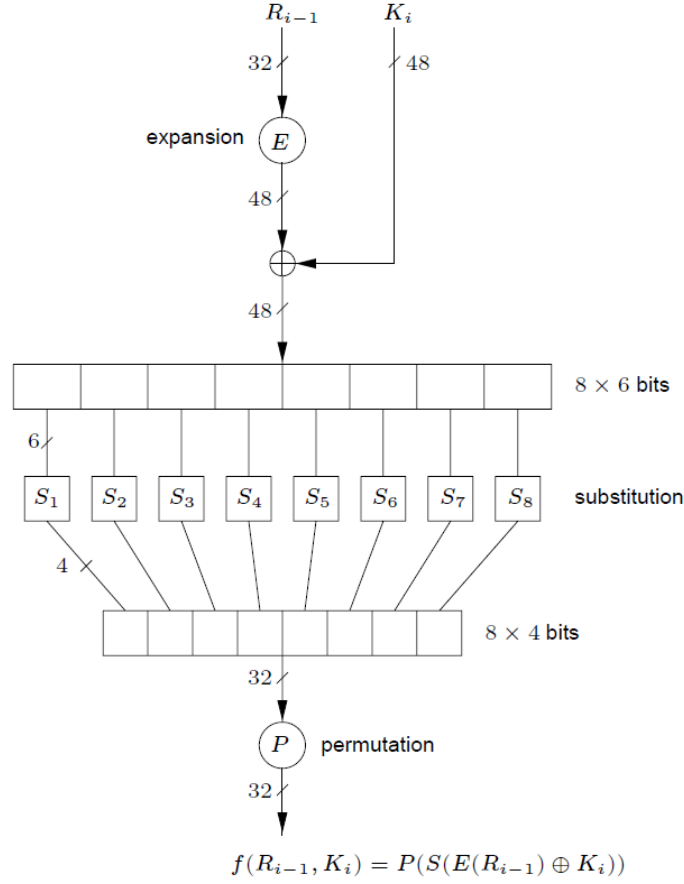 R_{i−1} K_i
32 48
expansion E
48
48
8 × 6 bits
6
S_1 S_2 S_3 S_4 S_5 S_6 S_7 S_8 substitution
4
8 × 4 bits
32
P permutation
32
f(R_{i−1}, K_i) = P(S(E(R_{i−1}) ⊕ K_i))